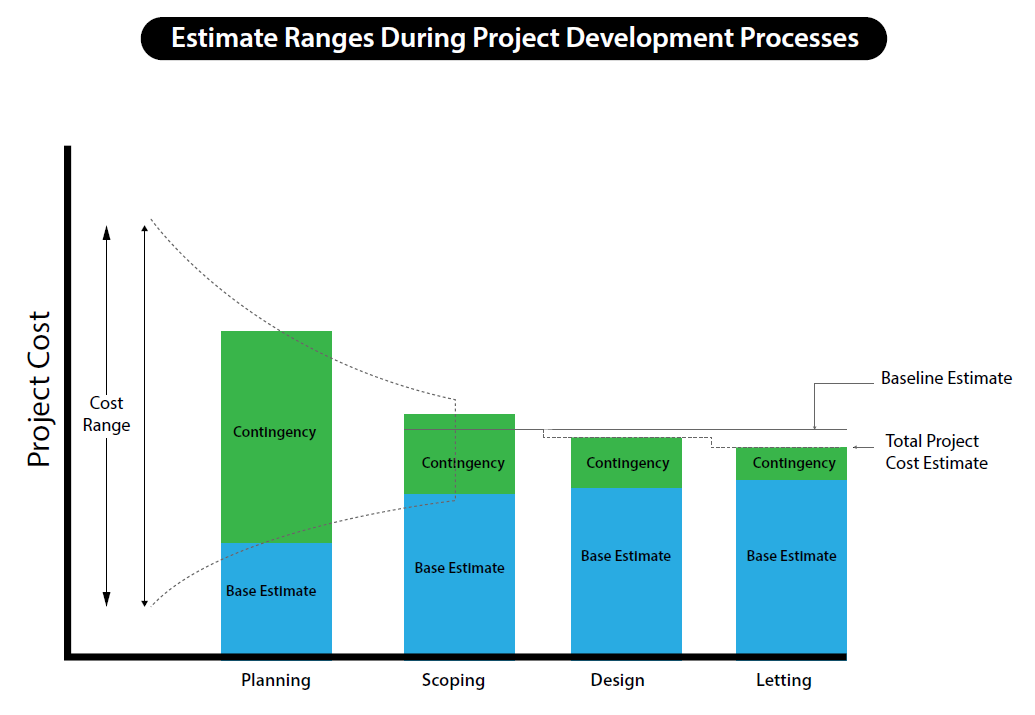 Estimate Ranges During Project Development Processes
Project Cost
Cost
Range
Contingency
Base Estimate
Contingency
Base Estimate
Contingency
Base Estimate
Contingency
Base Estimate
Baseline Estimate
Total Project
Cost Estimate
Planning
Scoping
Design
Letting